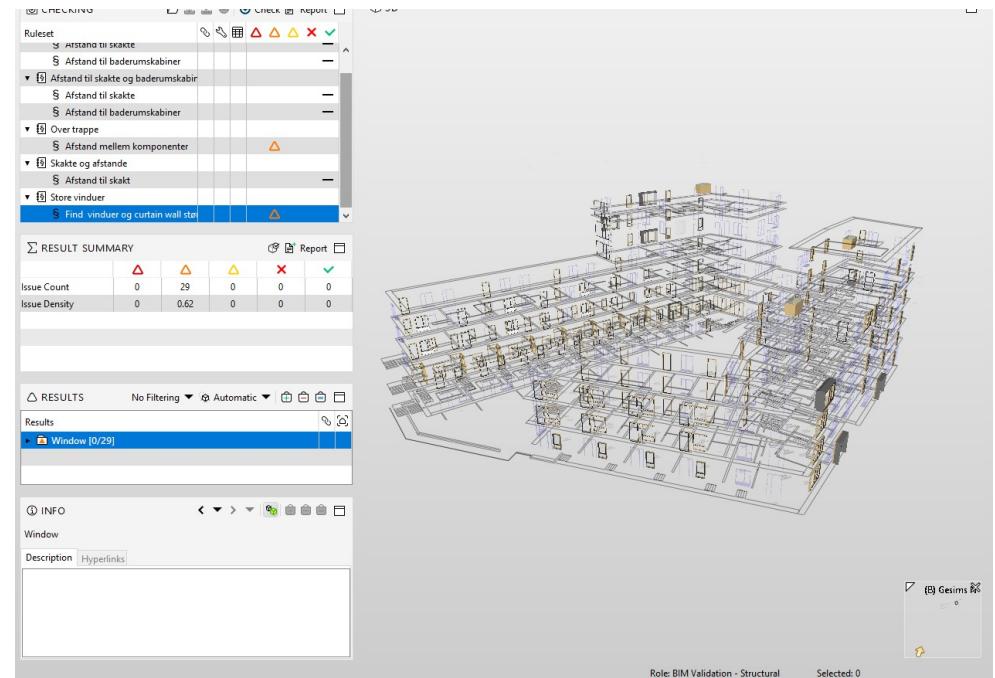 CHECKING Check Report 3D
Ruleset
§ Afstand til skakte
§ Afstand til baderumskabiner
Afstand til skakte og baderumskabir
§ Afstand til skakte
§ Afstand til baderumskabiner
Over trappe
§ Afstand mellem komponenter
Skakte og afstande
§ Afstand til skakt
Store vinduer
§ Find vinduer og curtain wall stør
∑ RESULT SUMMARY Report
Issue Count 0 29 0 0 0
Issue Density 0 0.62 0 0 0
RESULTS No Filtering Automatic
Results
Window [0/29]
INFO
Window
Description Hyperlinks
(B) Gesims
Role: BIM Validation - Structural Selected: 0